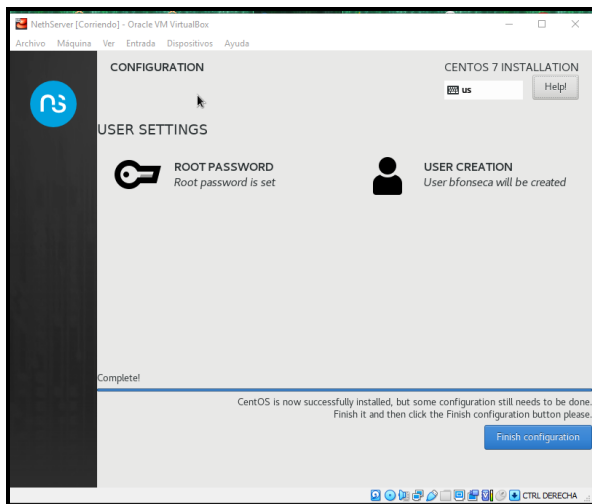 NethServer [Corriendo] - Oracle VM VirtualBox
Archivo Máquina Ver Entrada Dispositivos Ayuda
ns
CONFIGURATION
CENTOS 7 INSTALLATION
us
Help!
USER SETTINGS
ROOT PASSWORD
Root password is set
USER CREATION
User bfonseca will be created
Complete!
CentOS is now successfully installed, but some configuration still needs to be done.
Finish it and then click the Finish configuration button please.
Finish configuration
CTRL DERECHA